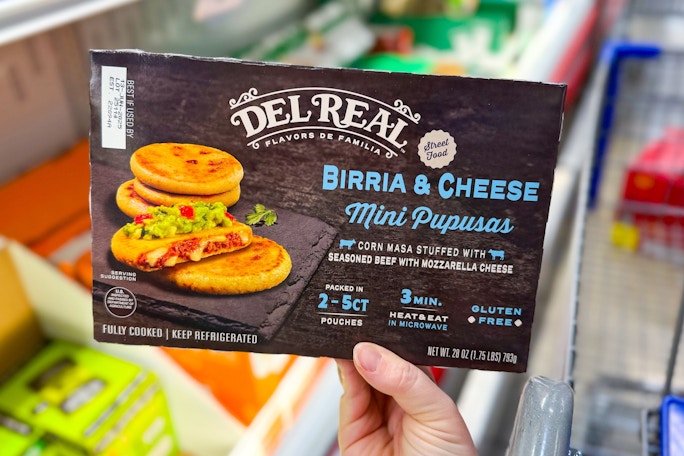 BEST IF USED BY
DEL REAL
FLAVORS DE FAMILIA
Street
Food
BIRRIA & CHEESE
Mini Pupusas
CORN MASA STUFFED WITH
SEASONED BEEF WITH MOZZARELLA CHEESE
SERVING
SUGGESTION
PACKED IN
2-5CT
POUCHES
3 MIN.
HEAT & EAT
IN MICROWAVE
GLUTEN
FREE
FULLY COOKED | KEEP REFRIGERATED
NET WT. 28 OZ (1.75 LBS) 793g